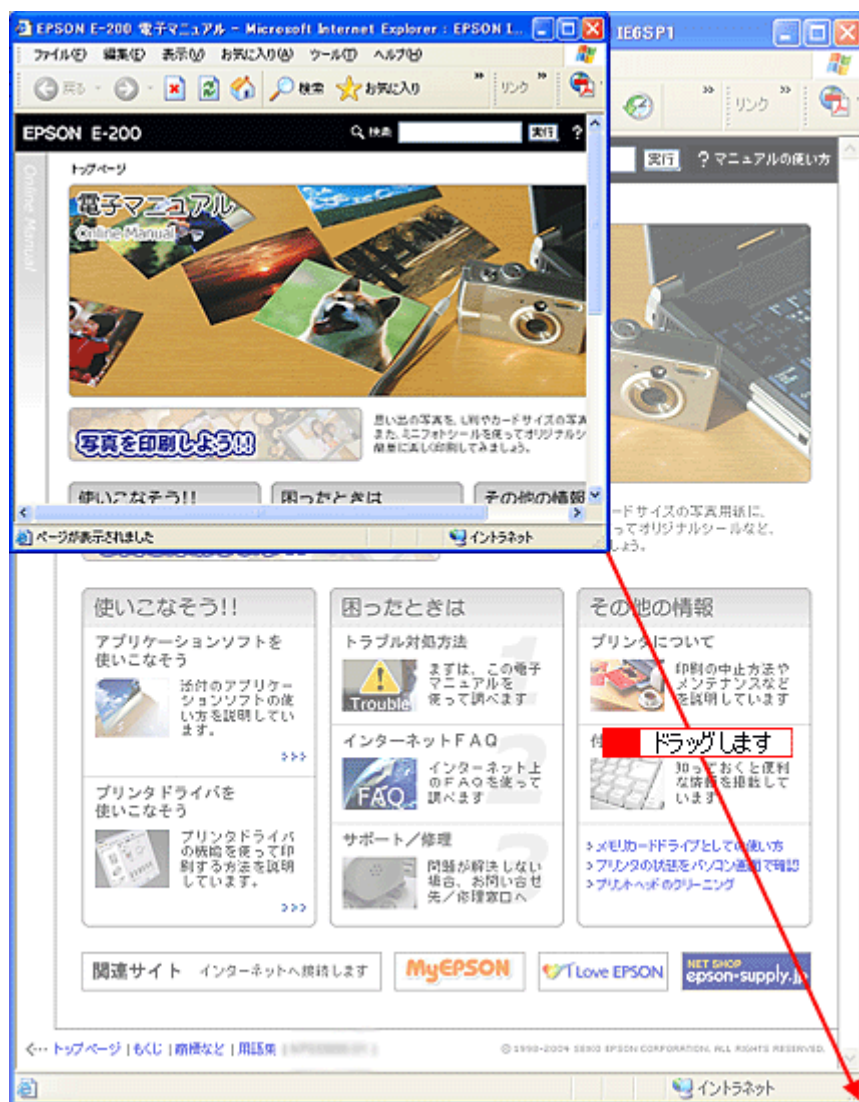 EPSON E-200 電子マニュアル - Microsoft Internet Explorer : EPSON I...
IE6SP1
ファイル(F) 編集(E) 表示(V) お気に入り(A) ツール(T) ヘルプ(H)
戻る 検索 お気に入り リンク
リンク
EPSON E-200 検索 実行 ?
実行 ? マニュアルの使い方
Online Manual
トップページ
電子マニュアル
Online Manual
写真を印刷しよう!!
思い出の写真を、L判やカードサイズの写真
また、ミニフォトシールを使ってオリジナルシ
簡単に楽しく印刷してみましょう。
使いこなそう!! 困ったときは その他の情報
ページが表示されました イントラネット
ードサイズの写真用紙に、
ってオリジナルシールなど、
しょう。
使いこなそう!!
アプリケーションソフトを
使いこなそう
添付のアプリケー
ションソフトの使
い方を説明してい
ます。
>>>
プリンタドライバを
使いこなそう
プリンタドライバ
の機能を使って印
刷する方法を説明
しています。
>>>
困ったときは
トラブル対処方法
Trouble
まずは、この電子
マニュアルを
使って調べます
1
インターネットFAQ
FAQ
インターネット上
のFAQを使って
調べます
2
サポート/修理
問題が解決しない
場合、お問い合せ
先/修理窓口へ
3
その他の情報
プリンタについて
印刷の中止方法や
メンテナンスなど
を説明しています
付
ドラッグします
知っておくと便利
な情報を掲載して
います
> メモリカードドライブとしての使い方
> プリンタの状態をパソコン画面で確認
> プリントヘッドのクリーニング
関連サイト インターネットへ接続します MyEPSON I Love EPSON NET SHOP epson-supply.jp
トップページ | もくじ | 商標など | 用語集
© 1998-2004 SEIKO EPSON CORPORATION. ALL RIGHTS RESERVED.
イントラネット